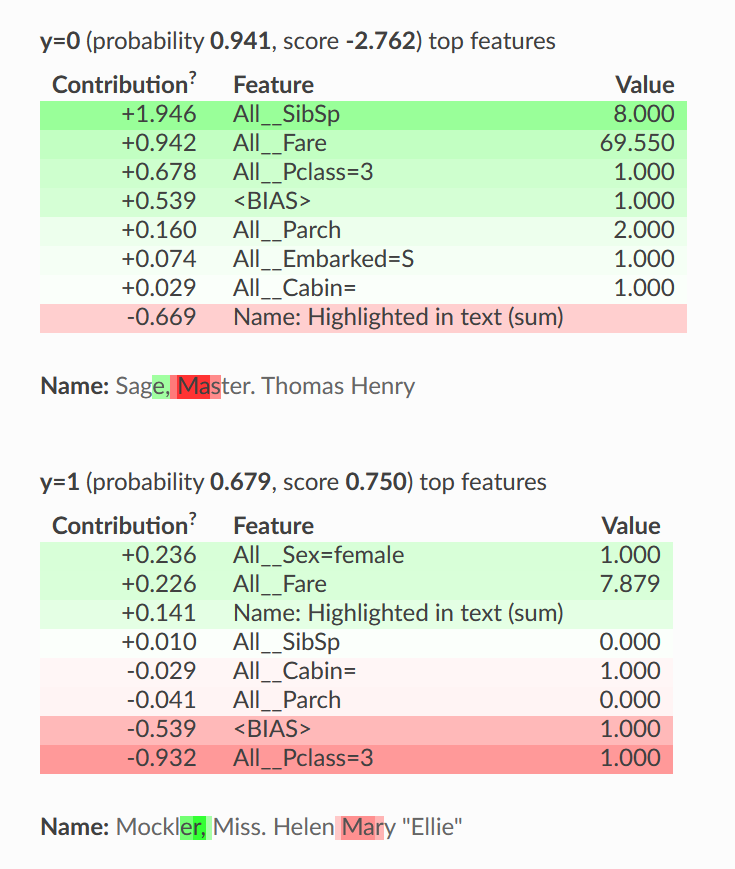 y=0 (probability 0.941, score -2.762) top features
Contribution? Feature Value
+1.946 All__SibSp 8.000
+0.942 All__Fare 69.550
+0.678 All__Pclass=3 1.000
+0.539 <BIAS> 1.000
+0.160 All__Parch 2.000
+0.074 All__Embarked=S 1.000
+0.029 All__Cabin= 1.000
-0.669 Name: Highlighted in text (sum)
Name: Sage, Master. Thomas Henry
y=1 (probability 0.679, score 0.750) top features
Contribution? Feature Value
+0.236 All__Sex=female 1.000
+0.226 All__Fare 7.879
+0.141 Name: Highlighted in text (sum)
+0.010 All__SibSp 0.000
-0.029 All__Cabin= 1.000
-0.041 All__Parch 0.000
-0.539 <BIAS> 1.000
-0.932 All__Pclass=3 1.000
Name: Mockler, Miss. Helen Mary "Ellie"